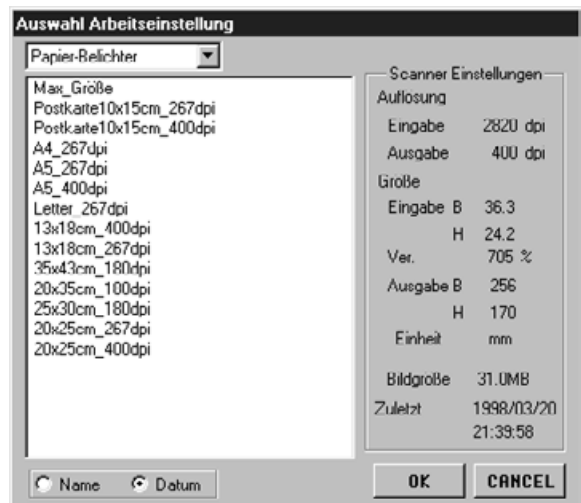 Auswahl Arbeitseinstellung
Papier-Belichter
Max_Größe
Postkarte10x15cm_267dpi
Postkarte10x15cm_400dpi
A4_267dpi
A5_267dpi
A5_400dpi
Letter_267dpi
13x18cm_400dpi
13x18cm_267dpi
35x43cm_180dpi
20x35cm_100dpi
25x30cm_180dpi
20x25cm_267dpi
20x25cm_400dpi
Name Datum
Scanner Einstellungen
Auflosung
Eingabe 2820 dpi
Ausgabe 400 dpi
Größe
Eingabe B 36.3
H 24.2
Ver. 705 %
Ausgabe B 256
H 170
Einheit mm
Bildgroße 31.0MB
Zuletzt 1998/03/20
21:39:58
OK CANCEL